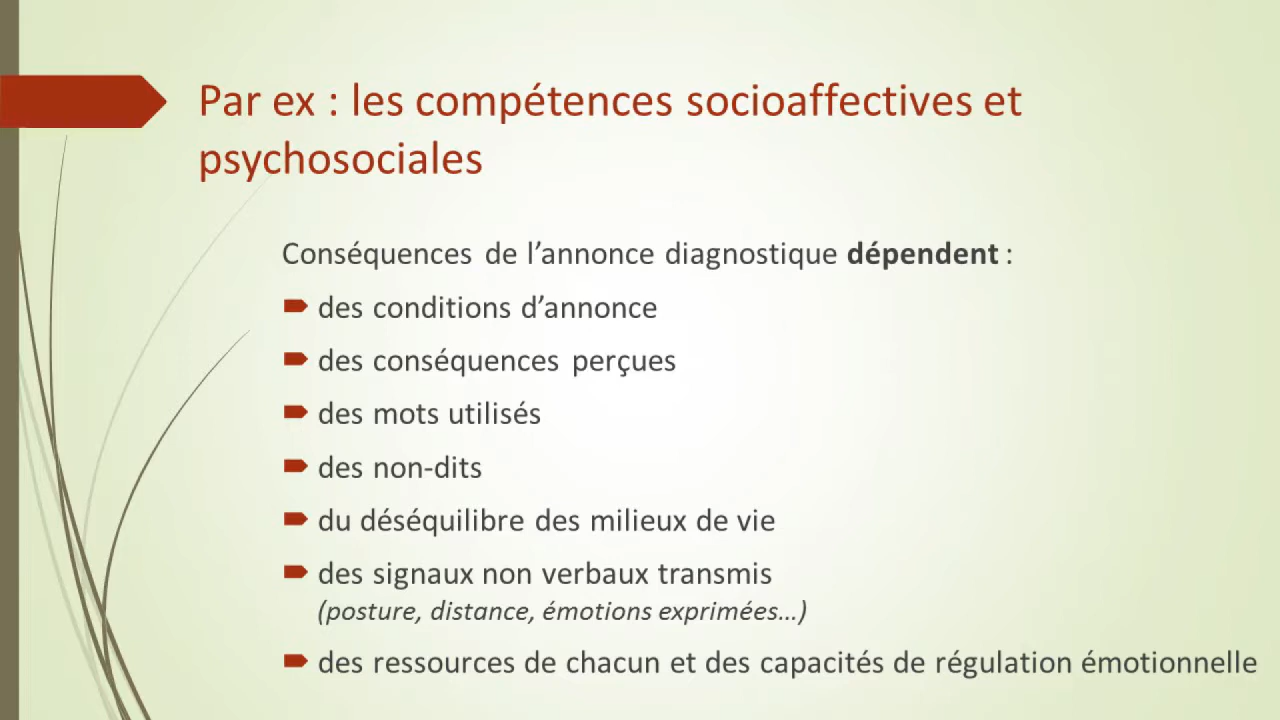 Par ex : les compétences socioaffectives et
psychosociales
Conséquences de l’annonce diagnostique dépendent :
des conditions d’annonce
des conséquences perçues
des mots utilisés
des non-dits
du déséquilibre des milieux de vie
des signaux non verbaux transmis
(posture, distance, émotions exprimées…)
des ressources de chacun et des capacités de régulation émotionnelle